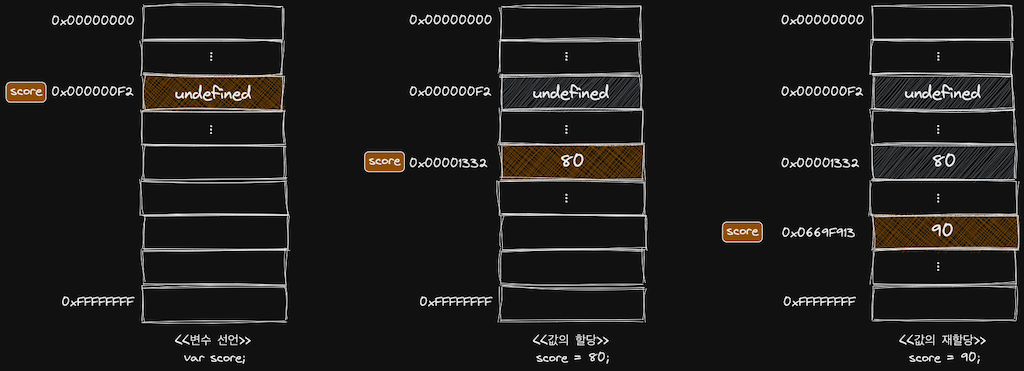 0x00000000
⋮
score 0x000000F2 undefined
⋮
0xFFFFFFFF
<<변수 선언>>
var score;
0x00000000
⋮
0x000000F2 undefined
⋮
score 0x00001332 80
⋮
0xFFFFFFFF
<<값의 할당>>
score = 80;
0x00000000
⋮
0x000000F2 undefined
⋮
0x00001332 80
⋮
score 0x0669F913 90
⋮
0xFFFFFFFF
<<값의 재할당>>
score = 90;